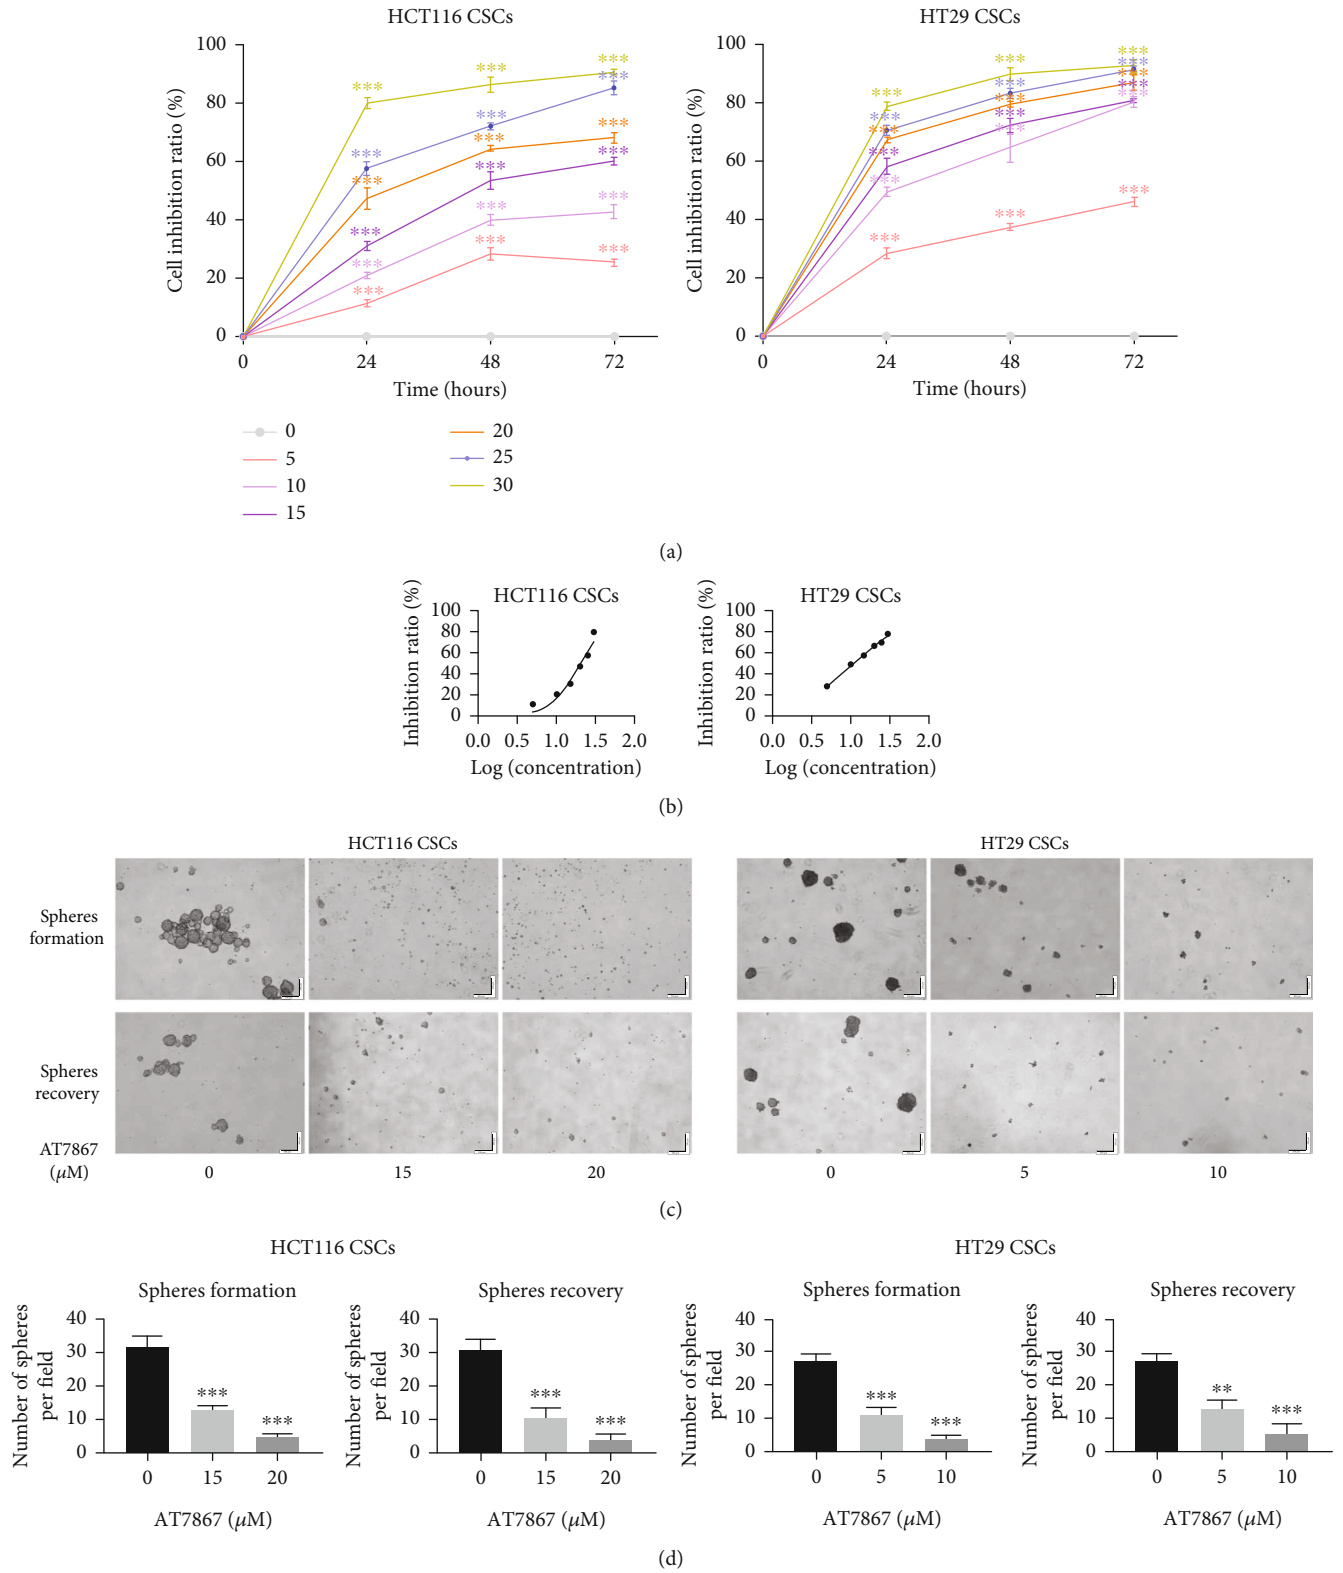 HCT116 CSCs
HT29 CSCs
Cell inhibition ratio (%)
100
80
60
40
20
0
*** *** ***
*** *** ***
*** *** ***
*** *** ***
*** *** ***
*** *** ***
0 24 48 72
Time (hours)
Cell inhibition ratio (%)
100
80
60
40
20
0
*** *** ***
*** *** ***
*** *** ***
*** *** ***
*** *** ***
*** *** ***
0 24 48 72
Time (hours)
0
5
10
15
20
25
30
(a)
HCT116 CSCs
Inhibition ratio (%)
100
80
60
40
20
0
0.0 0.5 1.0 1.5 2.0
Log (concentration)
HT29 CSCs
Inhibition ratio (%)
100
80
60
40
20
0
0.0 0.5 1.0 1.5 2.0
Log (concentration)
(b)
HCT116 CSCs
HT29 CSCs
Spheres
formation
Spheres
recovery
AT7867
(μM)
0 15 20
0 5 10
(c)
HCT116 CSCs
HT29 CSCs
Spheres formation
Number of spheres
per field
40
30
20
10
0
***
***
0 15 20
AT7867 (μM)
Spheres recovery
Number of spheres
per field
40
30
20
10
0
***
***
0 15 20
AT7867 (μM)
Spheres formation
Number of spheres
per field
40
30
20
10
0
***
***
0 5 10
AT7867 (μM)
Spheres recovery
Number of spheres
per field
40
30
20
10
0
**
***
0 5 10
AT7867 (μM)
(d)